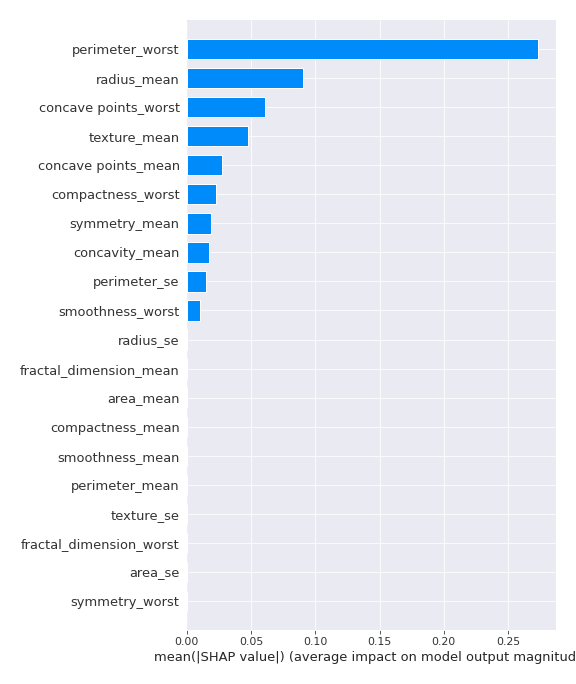 perimeter_worst
radius_mean
concave points_worst
texture_mean
concave points_mean
compactness_worst
symmetry_mean
concavity_mean
perimeter_se
smoothness_worst
radius_se
fractal_dimension_mean
area_mean
compactness_mean
smoothness_mean
perimeter_mean
texture_se
fractal_dimension_worst
area_se
symmetry_worst
0.00 0.05 0.10 0.15 0.20 0.25
mean(|SHAP value|) (average impact on model output magnitud